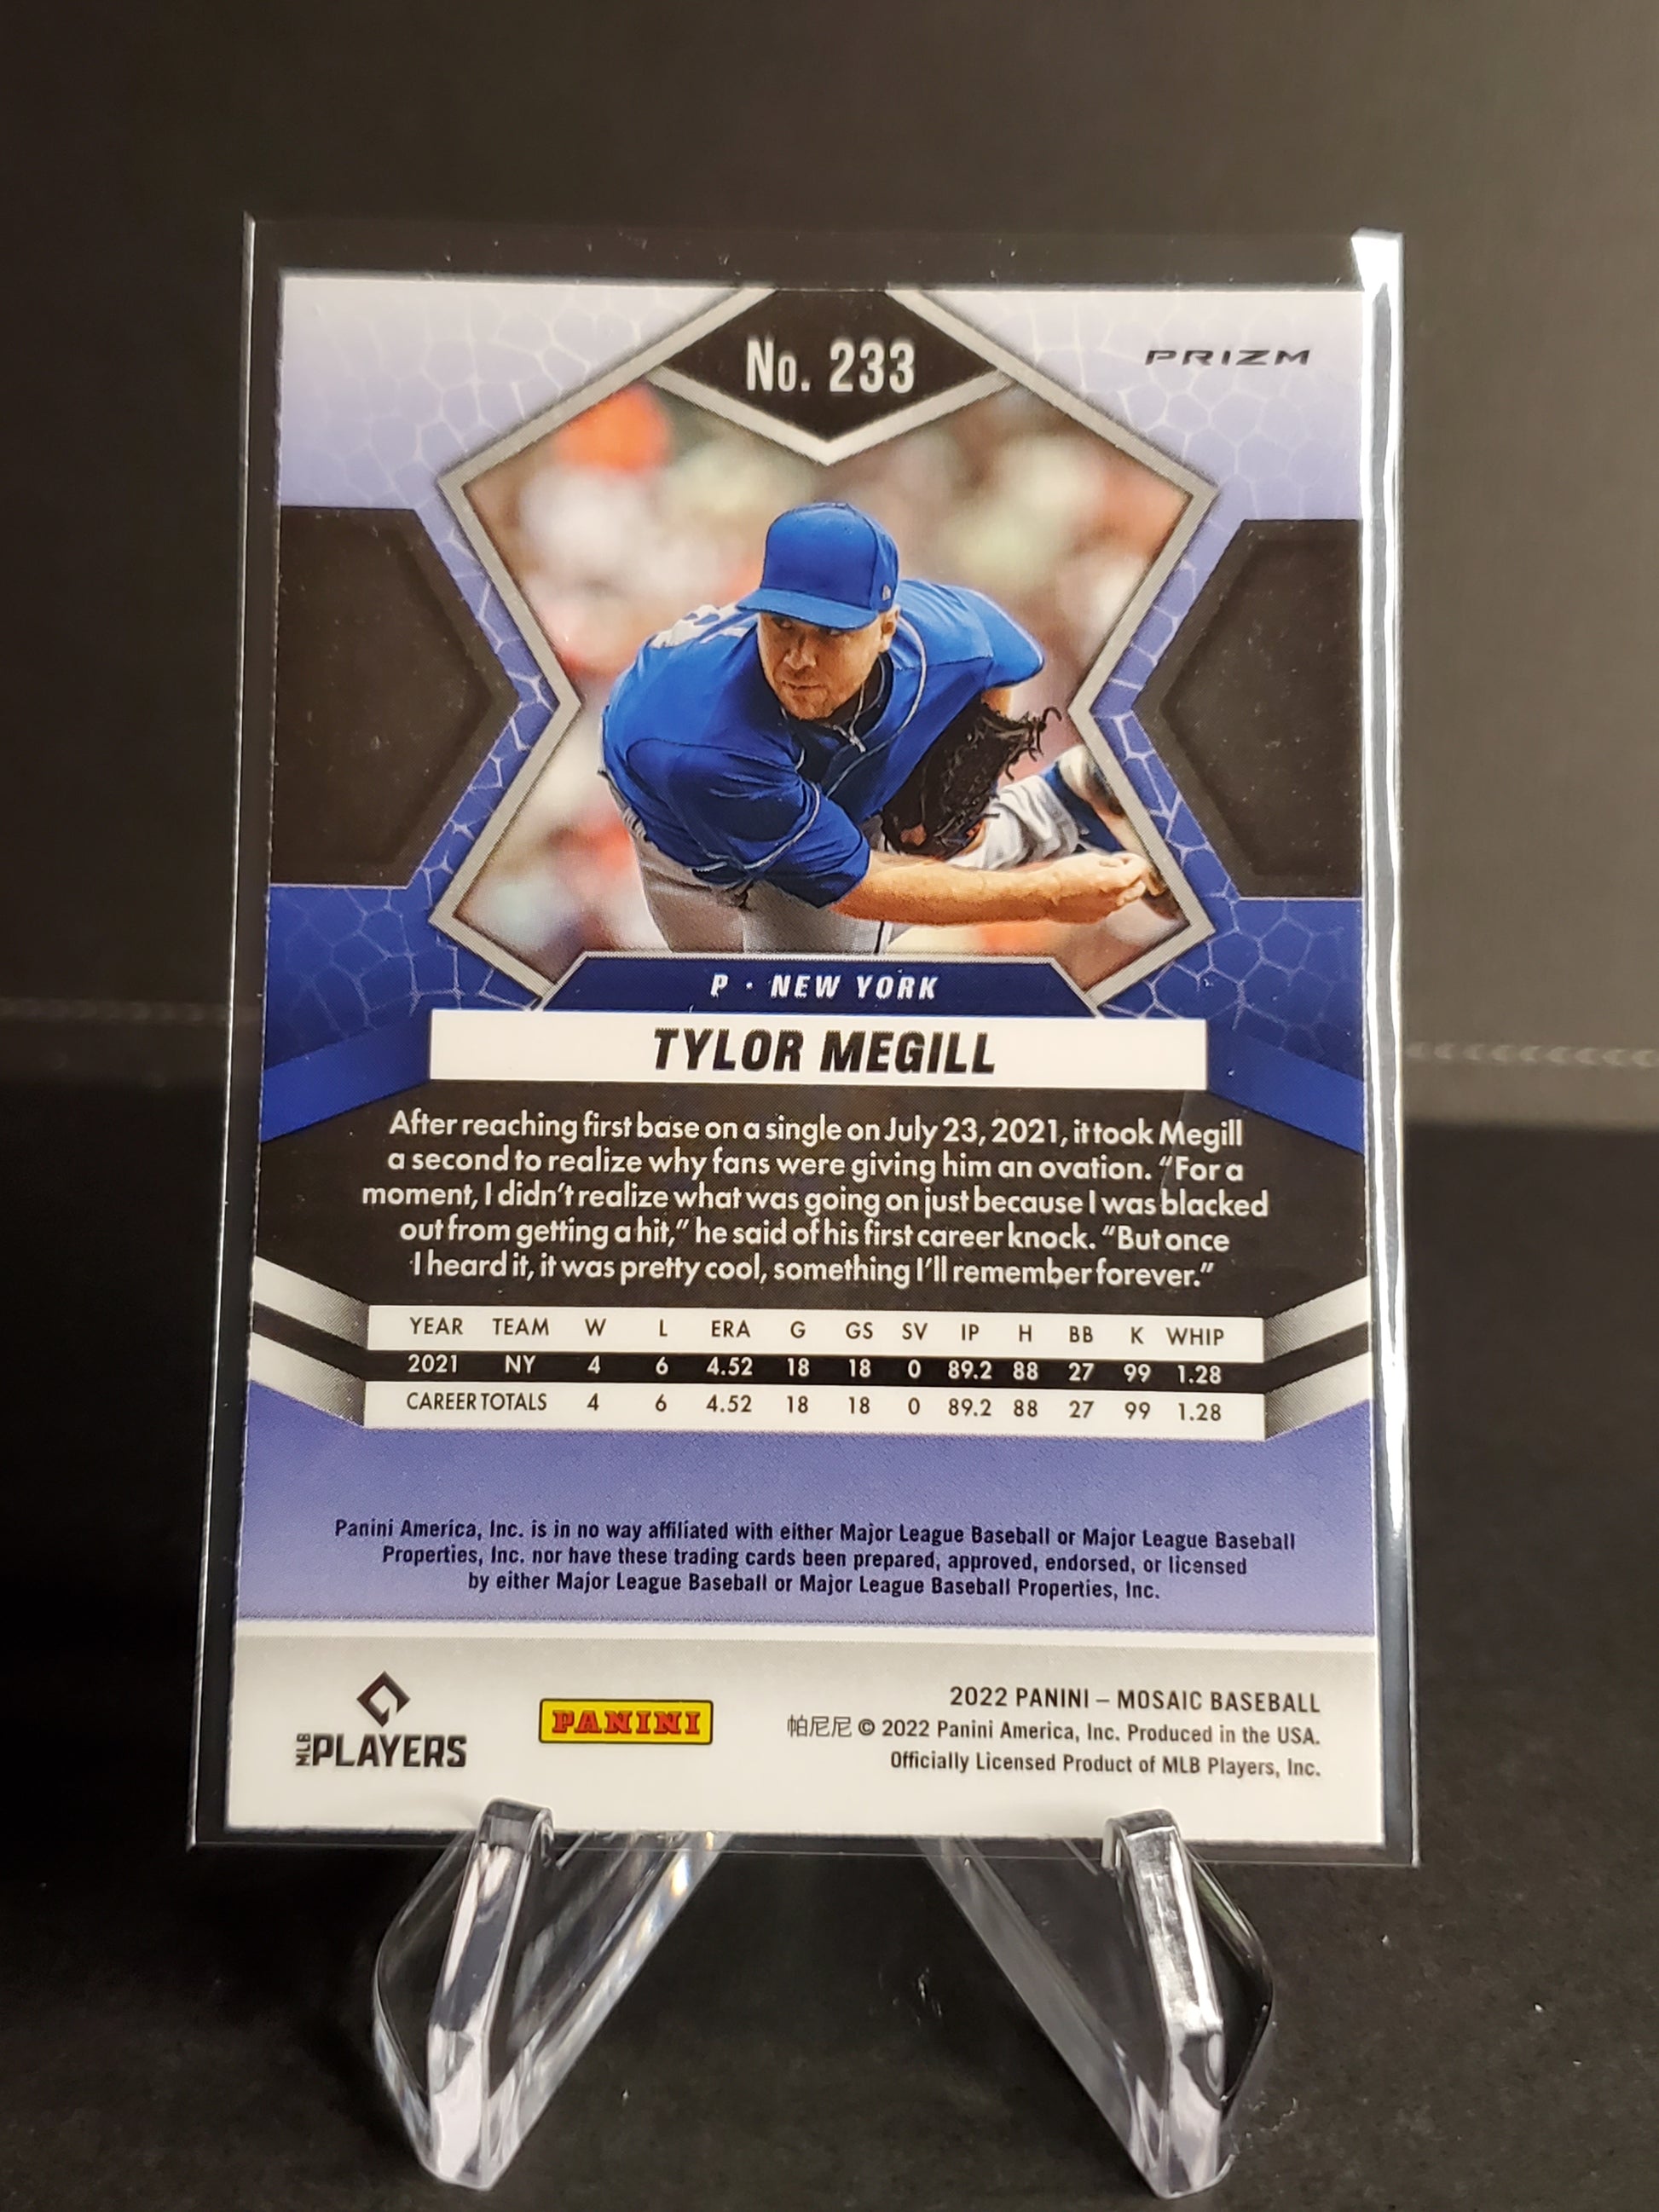 No. 233
PRIZM
P · NEW YORK
TYLOR MEGILL
After reaching first base on a single on July 23, 2021, it took Megill
a second to realize why fans were giving him an ovation. “For a
moment, I didn’t realize what was going on just because I was blacked
out from getting a hit,” he said of his first career knock. “But once
I heard it, it was pretty cool, something I’ll remember forever.”
YEAR TEAM W L ERA G GS SV IP H BB K WHIP
2021 NY 4 6 4.52 18 18 0 89.2 88 27 99 1.28
CAREER TOTALS 4 6 4.52 18 18 0 89.2 88 27 99 1.28
Panini America, Inc. is in no way affiliated with either Major League Baseball or Major League Baseball
Properties, Inc. nor have these trading cards been prepared, approved, endorsed, or licensed
by either Major League Baseball or Major League Baseball Properties, Inc.
MLB PLAYERS
PANINI
2022 PANINI – MOSAIC BASEBALL
帕尼尼 © 2022 Panini America, Inc. Produced in the USA.
Officially Licensed Product of MLB Players, Inc.